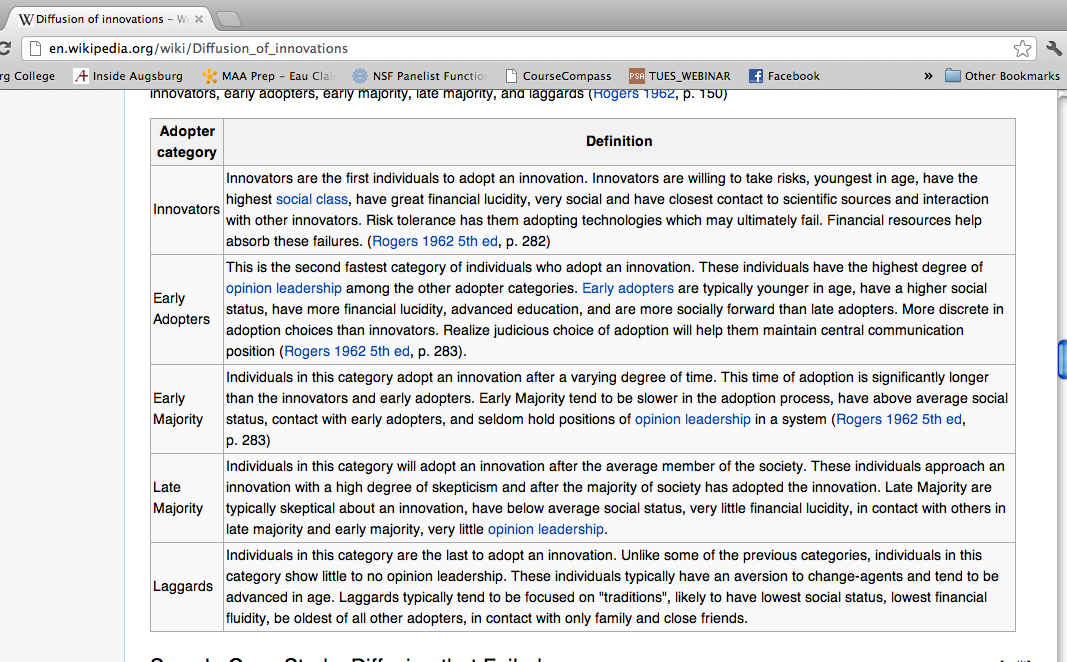 Diffusion of innovations – W
en.wikipedia.org/wiki/Diffusion_of_innovations
rg College Inside Augsburg MAA Prep – Eau Clai NSF Panelist Function CourseCompass TUES_WEBINAR Facebook » Other Bookmarks
innovators, early adopters, early majority, late majority, and laggards (Rogers 1962, p. 150)
Adopter category
Definition
Innovators
Innovators are the first individuals to adopt an innovation. Innovators are willing to take risks, youngest in age, have the
highest social class, have great financial lucidity, very social and have closest contact to scientific sources and interaction
with other innovators. Risk tolerance has them adopting technologies which may ultimately fail. Financial resources help
absorb these failures. (Rogers 1962 5th ed, p. 282)
Early
Adopters
This is the second fastest category of individuals who adopt an innovation. These individuals have the highest degree of
opinion leadership among the other adopter categories. Early adopters are typically younger in age, have a higher social
status, have more financial lucidity, advanced education, and are more socially forward than late adopters. More discrete in
adoption choices than innovators. Realize judicious choice of adoption will help them maintain central communication
position (Rogers 1962 5th ed, p. 283).
Early
Majority
Individuals in this category adopt an innovation after a varying degree of time. This time of adoption is significantly longer
than the innovators and early adopters. Early Majority tend to be slower in the adoption process, have above average social
status, contact with early adopters, and seldom hold positions of opinion leadership in a system (Rogers 1962 5th ed,
p. 283)
Late
Majority
Individuals in this category will adopt an innovation after the average member of the society. These individuals approach an
innovation with a high degree of skepticism and after the majority of society has adopted the innovation. Late Majority are
typically skeptical about an innovation, have below average social status, very little financial lucidity, in contact with others in
late majority and early majority, very little opinion leadership.
Laggards
Individuals in this category are the last to adopt an innovation. Unlike some of the previous categories, individuals in this
category show little to no opinion leadership. These individuals typically have an aversion to change-agents and tend to be
advanced in age. Laggards typically tend to be focused on "traditions", likely to have lowest social status, lowest financial
fluidity, be oldest of all other adopters, in contact with only family and close friends.